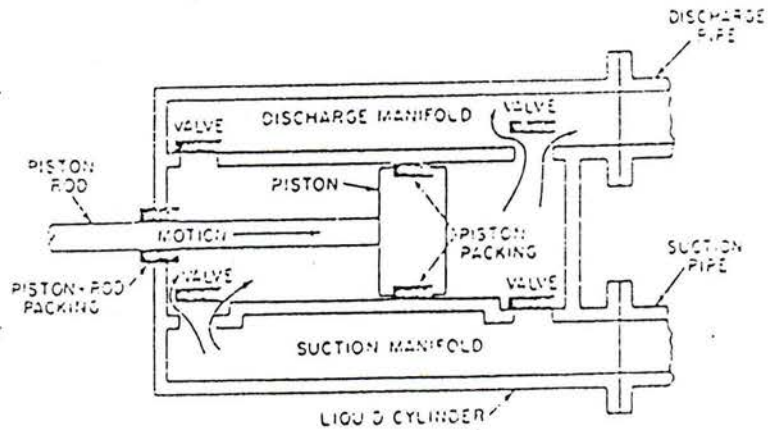 DISCHARGE
PIPE
VALVE
DISCHARGE MANIFOLD
VALVE
PISTON
ROD
PISTON
MOTION
PISTON
PACKING
SUCTION
PIPE
PISTON-ROD
PACKING
VALVE
VALVE
SUCTION MANIFOLD
LIQUID CYLINDER